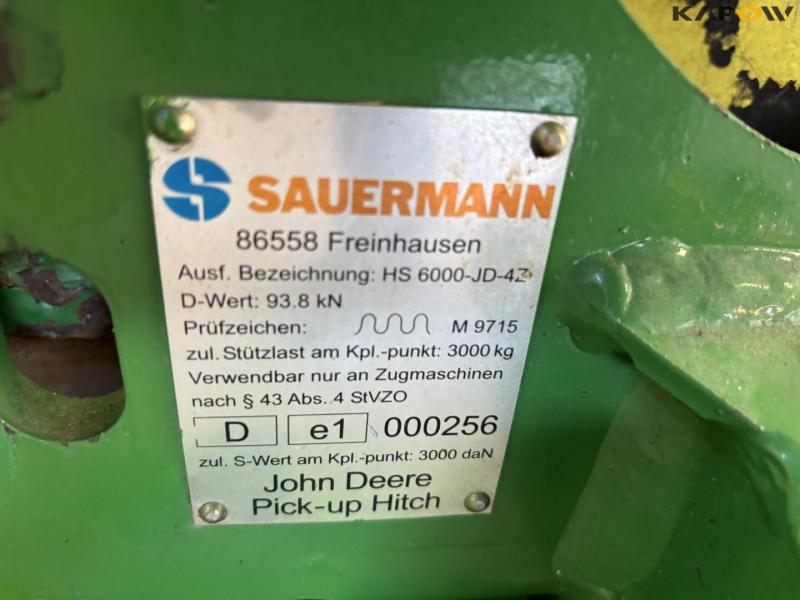 KAPOW
SAUERMANN
86558 Freinhausen
Ausf. Bezeichnung: HS 6000-JD-4Z
D-Wert: 93.8 kN
Prüfzeichen: M 9715
zul. Stützlast am Kpl.-punkt: 3000 kg
Verwendbar nur an Zugmaschinen
nach § 43 Abs. 4 StVZO
D e1 000256
zul. S-Wert am Kpl.-punkt: 3000 daN
John Deere
Pick-up Hitch